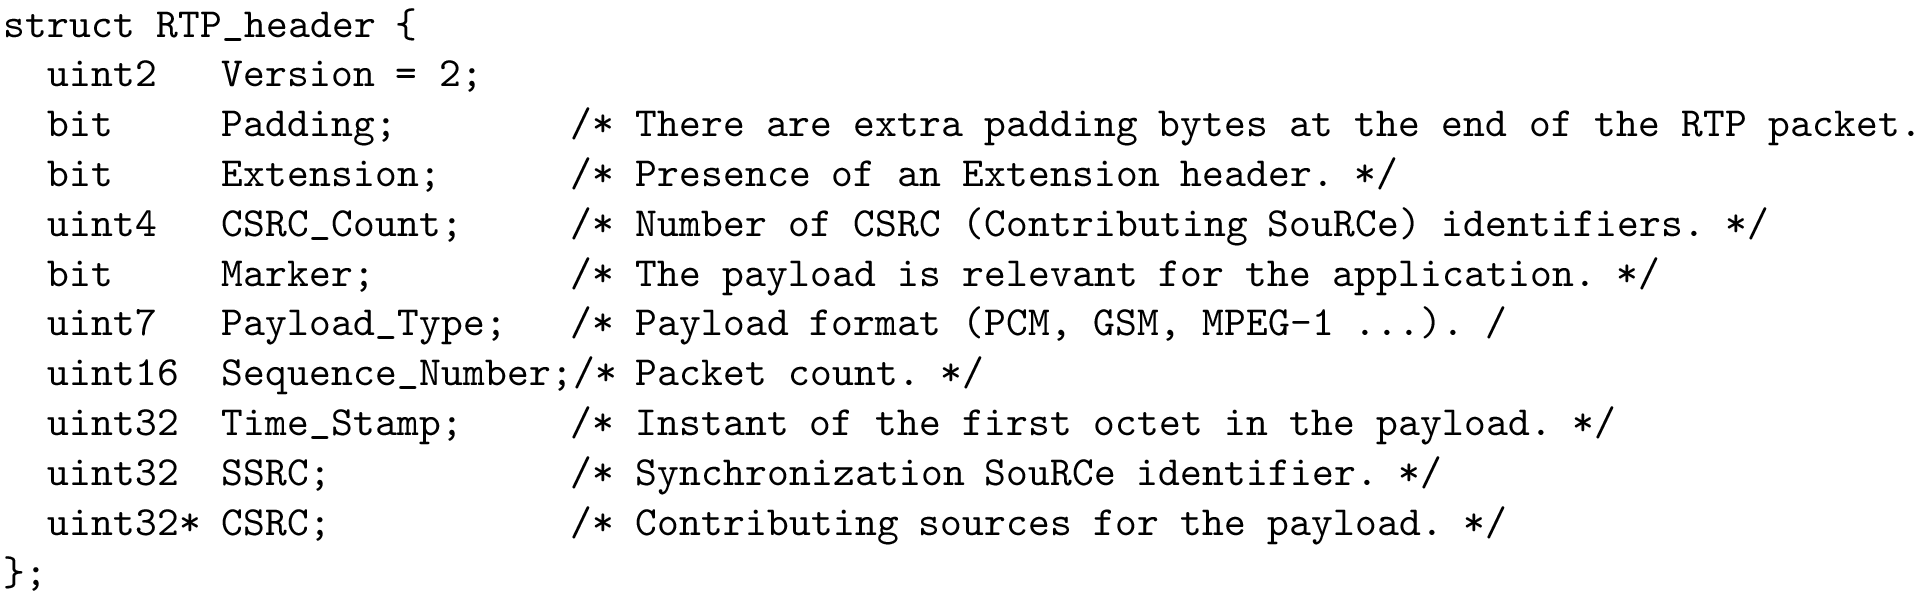 struct RTP_header {
  uint2   Version = 2;
  bit     Padding;        /* There are extra padding bytes at the end of the RTP packet.
  bit     Extension;      /* Presence of an Extension header. */
  uint4   CSRC_Count;     /* Number of CSRC (Contributing SouRCe) identifiers. */
  bit     Marker;         /* The payload is relevant for the application. */
  uint7   Payload_Type;   /* Payload format (PCM, GSM, MPEG-1 ...). /
  uint16  Sequence_Number;/* Packet count. */
  uint32  Time_Stamp;     /* Instant of the first octet in the payload. */
  uint32  SSRC;           /* Synchronization SouRCe identifier. */
  uint32* CSRC;           /* Contributing sources for the payload. */
};